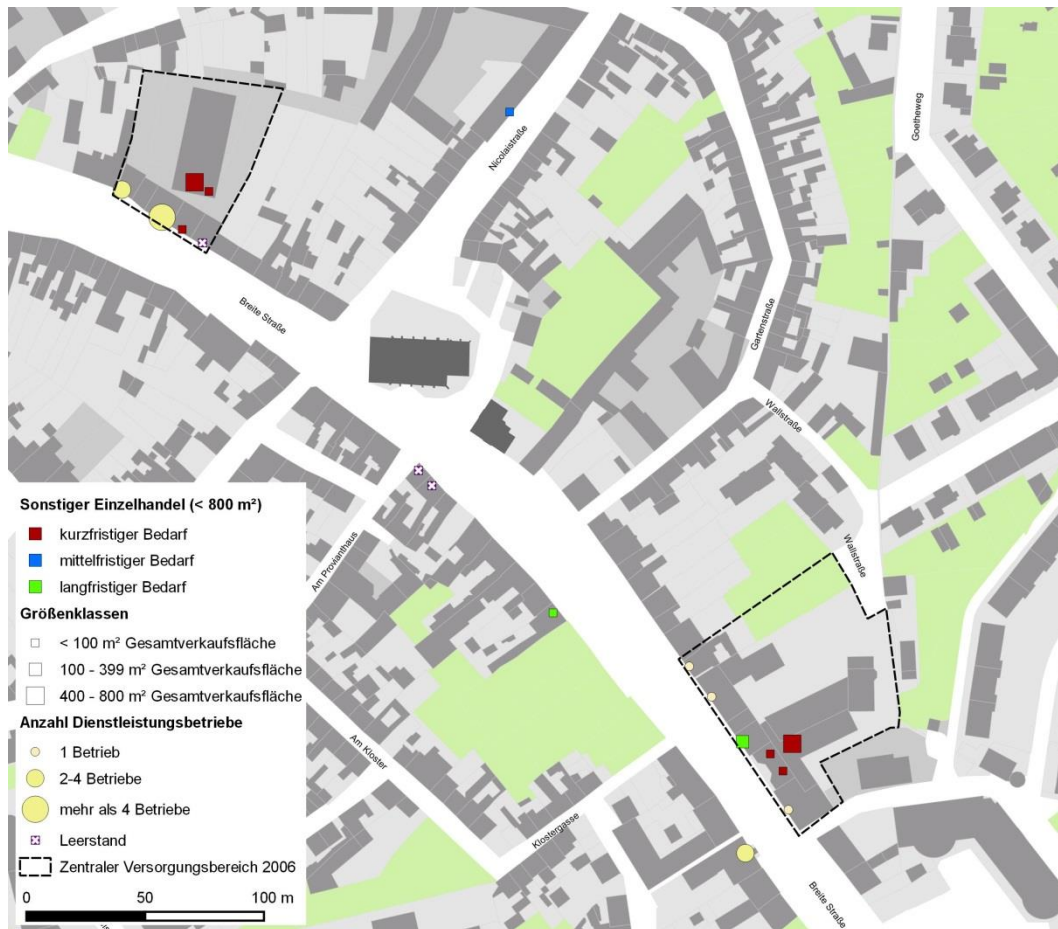 Nicolaistraße
Goetheweg
Breite Straße
Gartenstraße
Wallstraße
Wallstraße
Am Provianthaus
Am Kloster
Klostergasse
Breite Straße
Sonstiger Einzelhandel (< 800 m²)
kurzfristiger Bedarf
mittelfristiger Bedarf
langfristiger Bedarf
Größenklassen
< 100 m² Gesamtverkaufsfläche
100 - 399 m² Gesamtverkaufsfläche
400 - 800 m² Gesamtverkaufsfläche
Anzahl Dienstleistungsbetriebe
1 Betrieb
2-4 Betriebe
mehr als 4 Betriebe
Leerstand
Zentraler Versorgungsbereich 2006
0 50 100 m